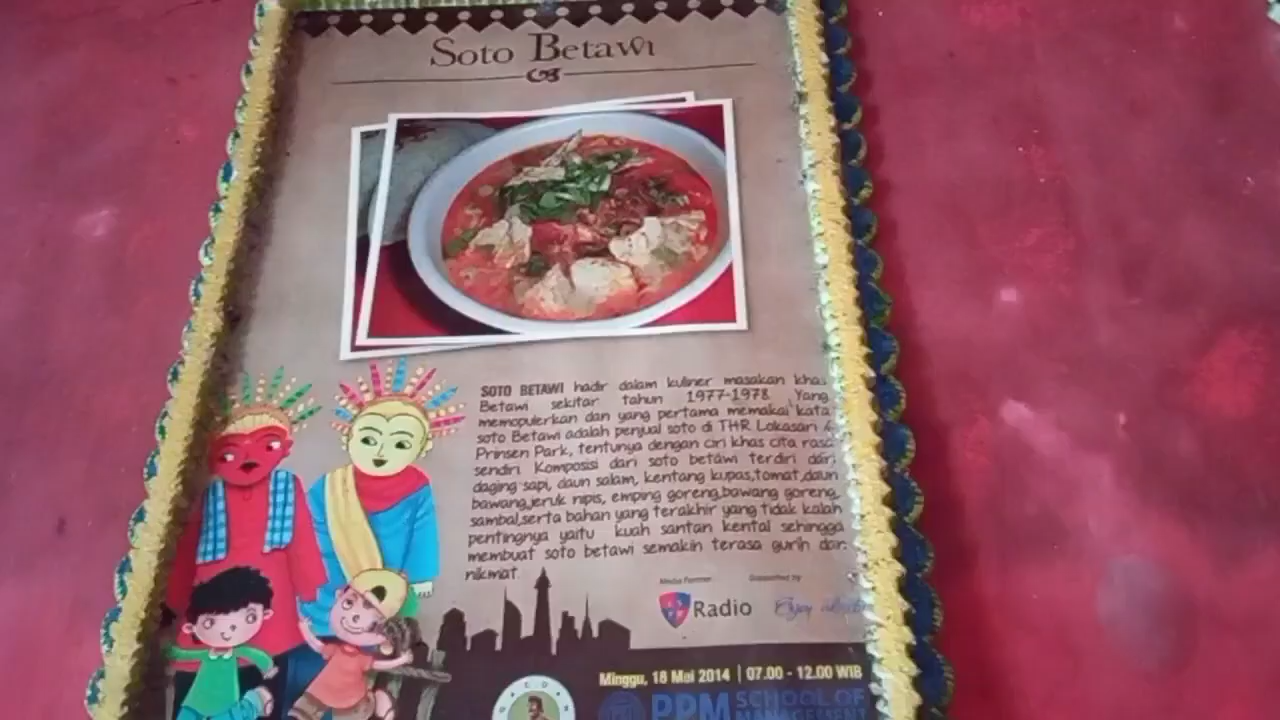 Soto Betawi
SOTO BETAWI hadir dalam kuliner masakan khas
Betawi sekitar tahun 1977-1978. Yang
memopulerkan dan yang pertama memakai kata
soto Betawi adalah penjual soto di THR Lokasari &
Prinsen Park, tentunya dengan ciri khas cita rasa
sendiri. Komposisi dari soto betawi terdiri dari
daging sapi, daun salam, kentang kupas,tomat,daun
bawang,jeruk nipis, emping goreng,bawang goreng,
sambal,serta bahan yang terakhir yang tidak kalah
pentingnya yaitu kuah santan kental sehingga
membuat soto betawi semakin terasa gurih dan
nikmat.
Media Partner
Supported by
Radio
Enjoy
Minggu, 18 Mei 2014 | 07.00 - 12.00 WIB
PPM SCHOOL OF
MANAGEMENT